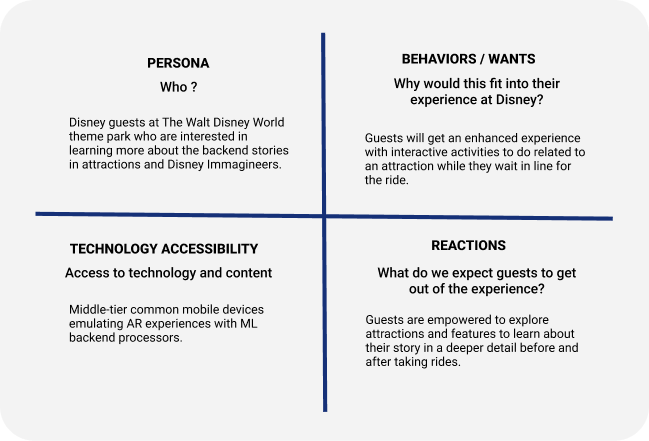 PERSONA
Who ?
Disney guests at The Walt Disney World
theme park who are interested in
learning more about the backend stories
in attractions and Disney Immagineers.
BEHAVIORS / WANTS
Why would this fit into their
experience at Disney?
Guests will get an enhanced experience
with interactive activities to do related to
an attraction while they wait in line for
the ride.
TECHNOLOGY ACCESSIBILITY
Access to technology and content
Middle-tier common mobile devices
emulating AR experiences with ML
backend processors.
REACTIONS
What do we expect guests to get
out of the experience?
Guests are empowered to explore
attractions and features to learn about
their story in a deeper detail before and
after taking rides.